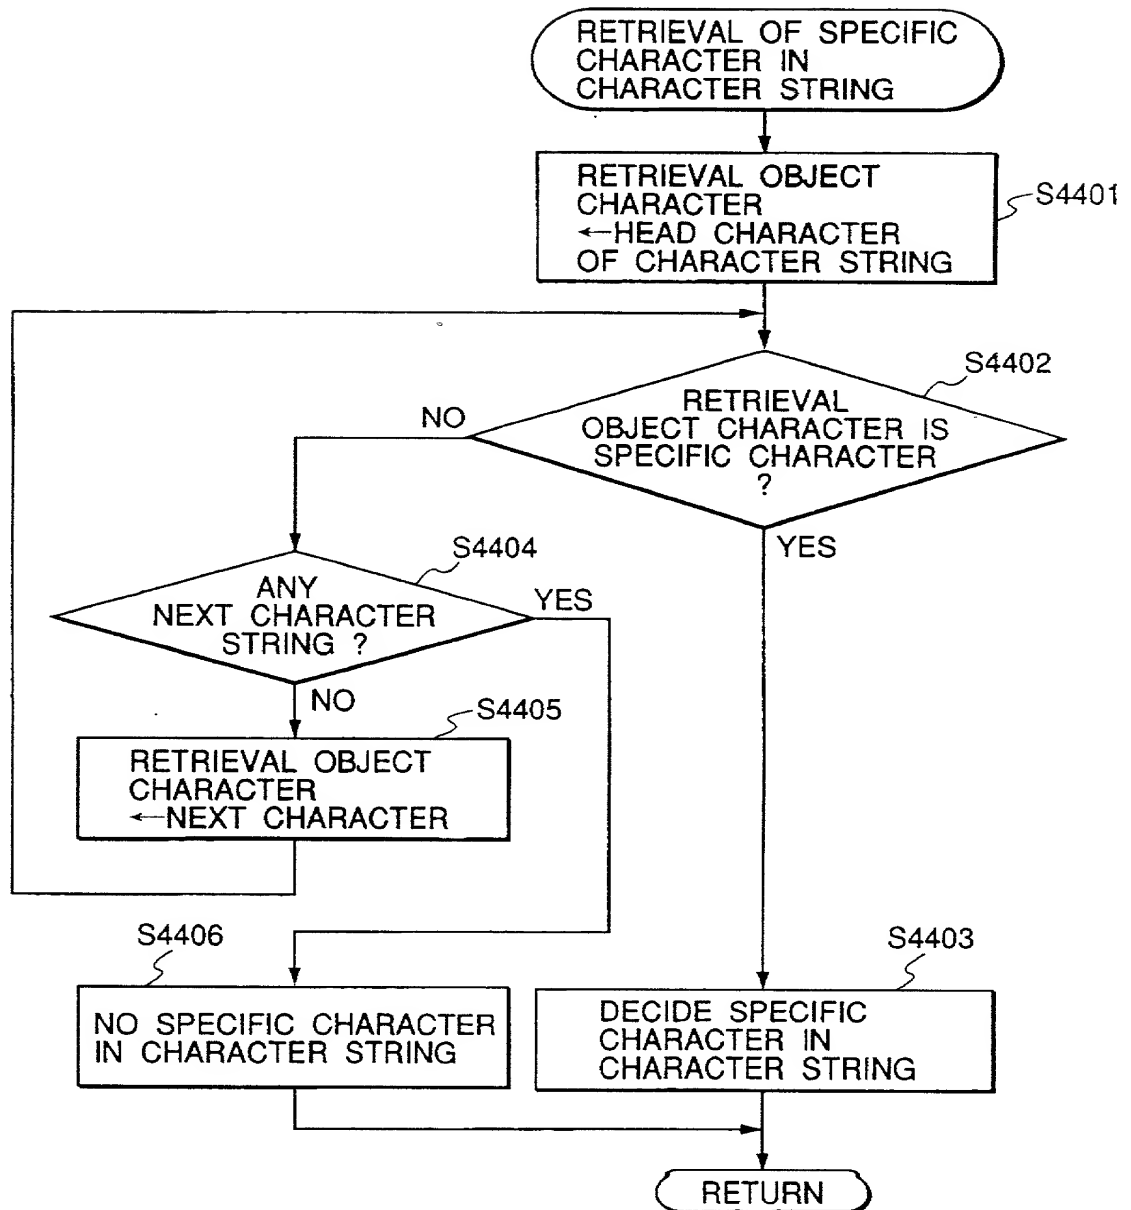 RETRIEVAL OF SPECIFIC
CHARACTER IN
CHARACTER STRING
RETRIEVAL OBJECT
CHARACTER
←HEAD CHARACTER
OF CHARACTER STRING
S4401
S4402
RETRIEVAL
OBJECT CHARACTER IS
SPECIFIC CHARACTER
?
NO
YES
S4404
ANY
NEXT CHARACTER
STRING ?
YES
NO
S4405
RETRIEVAL OBJECT
CHARACTER
←NEXT CHARACTER
S4406
NO SPECIFIC CHARACTER
IN CHARACTER STRING
S4403
DECIDE SPECIFIC
CHARACTER IN
CHARACTER STRING
RETURN